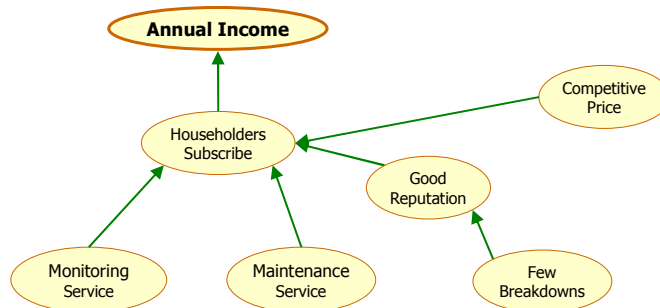 Annual Income
Competitive
Price
Householders
Subscribe
Good
Reputation
Monitoring
Service
Maintenance
Service
Few
Breakdowns